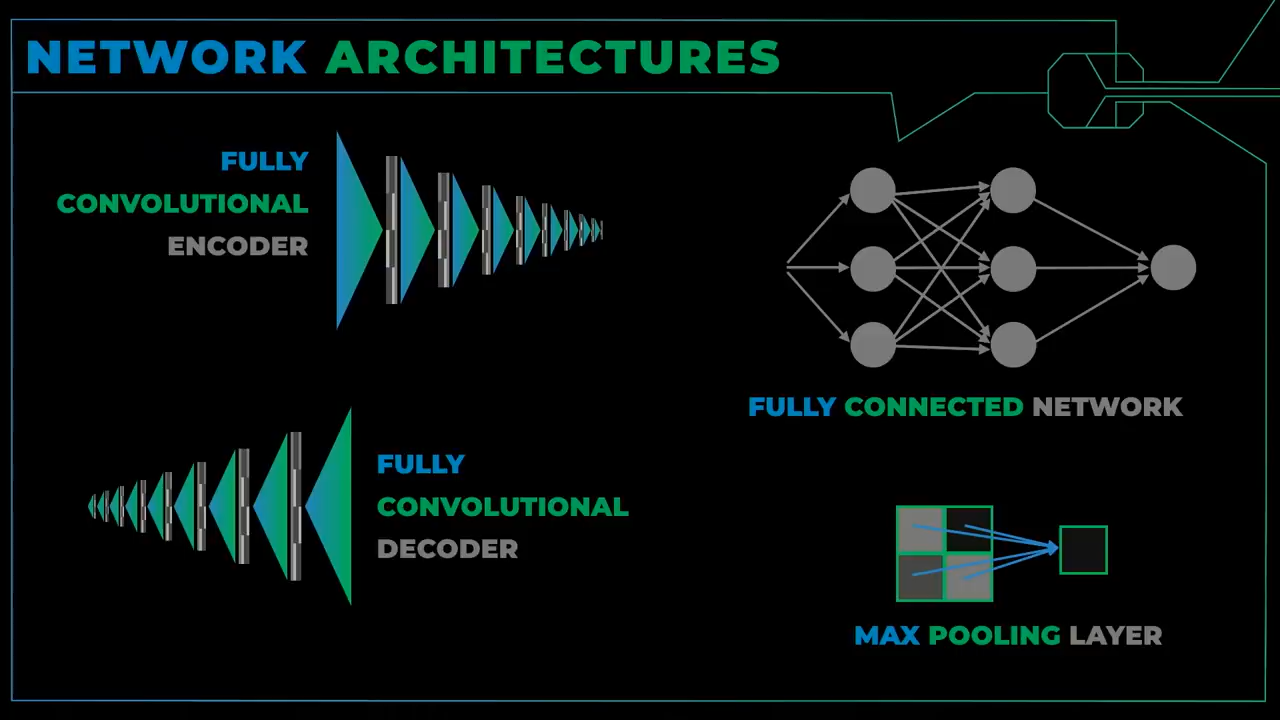 NETWORK ARCHITECTURES
FULLY
CONVOLUTIONAL
ENCODER
FULLY CONNECTED NETWORK
FULLY
CONVOLUTIONAL
DECODER
MAX POOLING LAYER